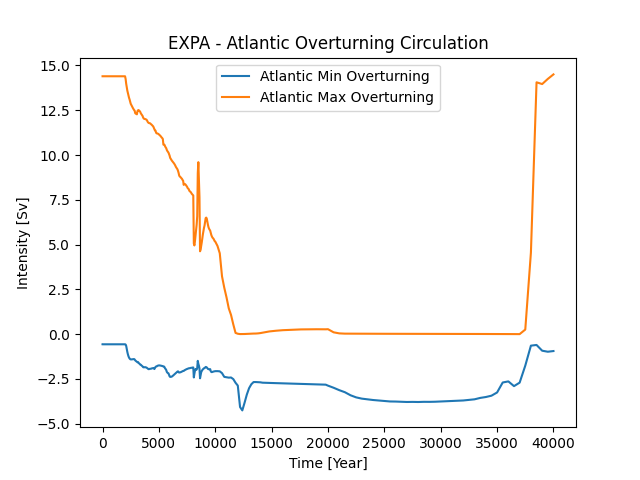 EXPA - Atlantic Overturning Circulation
Atlantic Min Overturning
Atlantic Max Overturning
Intensity [Sv]
15.0
12.5
10.0
7.5
5.0
2.5
0.0
−2.5
−5.0
0 5000 10000 15000 20000 25000 30000 35000 40000
Time [Year]